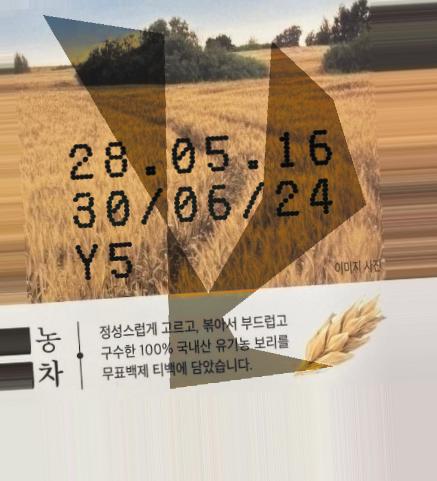 28.05.16
30/06/24
Y5
이미지 사진
농
차
정성스럽게 고르고, 볶아서 부드럽고
구수한 100% 국내산 유기농 보리를
무표백제 티백에 담았습니다.